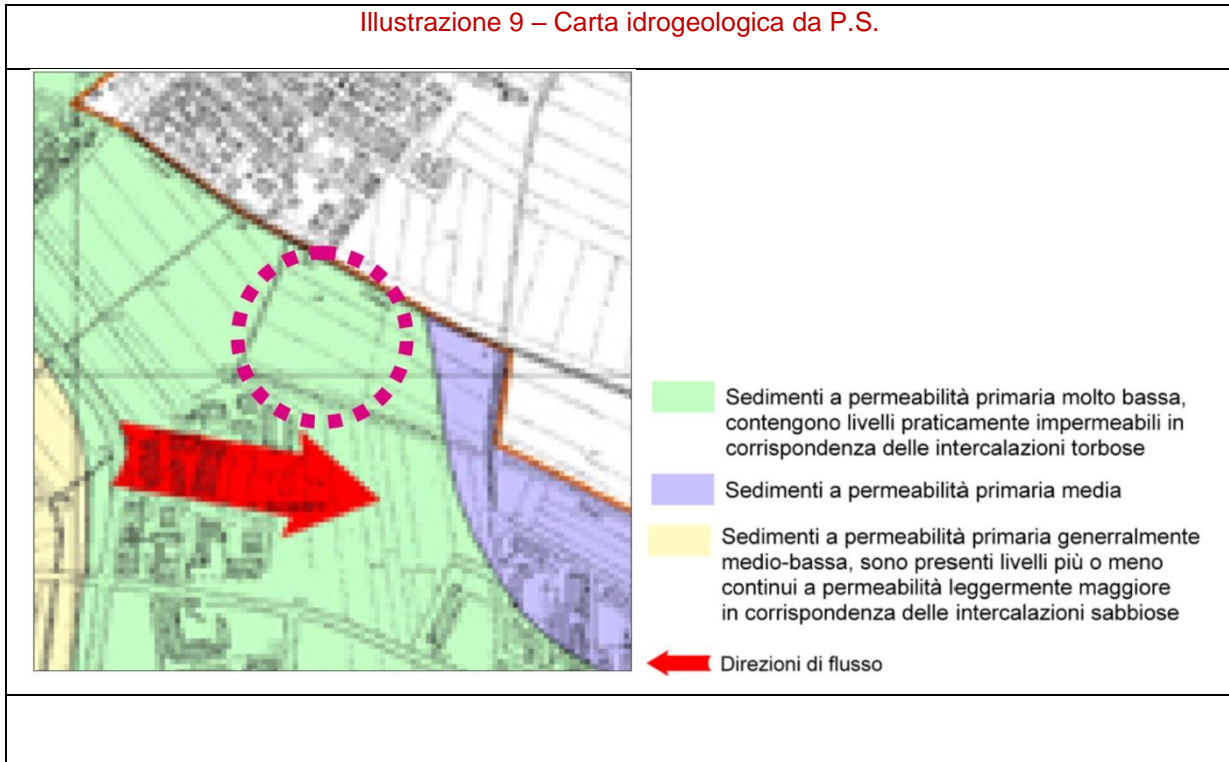 Illustrazione 9 – Carta idrogeologica da P.S.
Sedimenti a permeabilità primaria molto bassa,
contengono livelli praticamente impermeabili in
corrispondenza delle intercalazioni torbose
Sedimenti a permeabilità primaria media
Sedimenti a permeabilità primaria generralmente
medio-bassa, sono presenti livelli più o meno
continui a permeabilità leggermente maggiore
in corrispondenza delle intercalazioni sabbiose
Direzioni di flusso